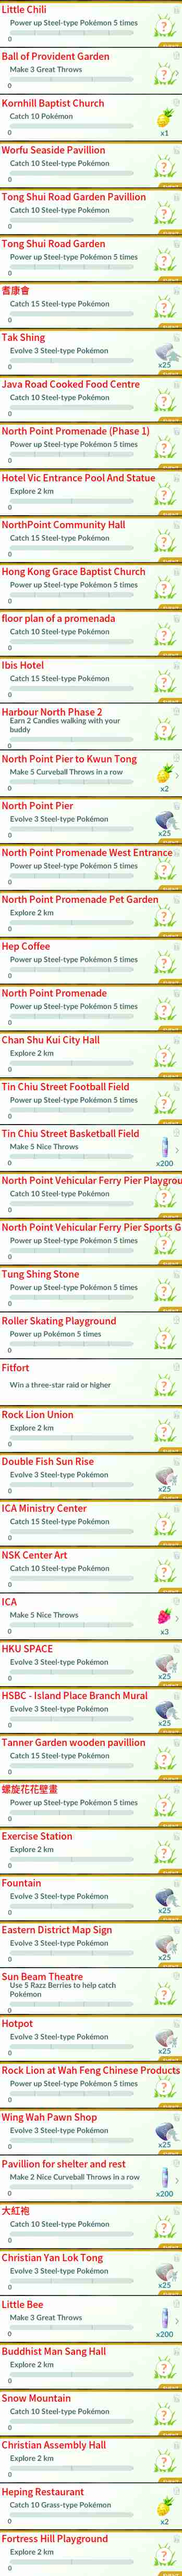 Little Chili
Power up Steel-type Pokémon 5 times
0
Ball of Provident Garden
Make 3 Great Throws
0
Kornhill Baptist Church
Catch 10 Pokémon
0
x1
Worfu Seaside Pavillion
Catch 10 Steel-type Pokémon
0
Tong Shui Road Garden Pavillion
Catch 10 Steel-type Pokémon
0
Tong Shui Road Garden
Power up Steel-type Pokémon 5 times
0
耆康會
Catch 15 Steel-type Pokémon
0
Tak Shing
Evolve 3 Steel-type Pokémon
0
x25
Java Road Cooked Food Centre
Catch 10 Steel-type Pokémon
0
North Point Promenade (Phase 1)
Power up Steel-type Pokémon 5 times
0
Hotel Vic Entrance Pool And Statue
Explore 2 km
0
NorthPoint Community Hall
Catch 15 Steel-type Pokémon
0
Hong Kong Grace Baptist Church
Power up Steel-type Pokémon 5 times
0
floor plan of a promenada
Catch 10 Steel-type Pokémon
0
Ibis Hotel
Catch 15 Steel-type Pokémon
0
Harbour North Phase 2
Earn 2 Candies walking with your
buddy
0
North Point Pier to Kwun Tong
Make 5 Curveball Throws in a row
0
x2
North Point Pier
Evolve 3 Steel-type Pokémon
0
x25
North Point Promenade West Entrance
Power up Steel-type Pokémon 5 times
0
North Point Promenade Pet Garden
Explore 2 km
0
Hep Coffee
Power up Steel-type Pokémon 5 times
0
North Point Promenade
Power up Steel-type Pokémon 5 times
0
Chan Shu Kui City Hall
Explore 2 km
0
Tin Chiu Street Football Field
Power up Steel-type Pokémon 5 times
0
Tin Chiu Street Basketball Field
Make 5 Nice Throws
0
x200
North Point Vehicular Ferry Pier Playgrou
Catch 10 Steel-type Pokémon
0
North Point Vehicular Ferry Pier Sports G
Power up Steel-type Pokémon 5 times
0
Tung Shing Stone
Power up Steel-type Pokémon 5 times
0
Roller Skating Playground
Power up Pokémon 5 times
0
Fitfort
Win a three-star raid or higher
Rock Lion Union
Explore 2 km
0
Double Fish Sun Rise
Evolve 3 Steel-type Pokémon
0
x25
ICA Ministry Center
Catch 15 Steel-type Pokémon
0
NSK Center Art
Catch 10 Steel-type Pokémon
0
ICA
Make 5 Nice Throws
0
x3
HKU SPACE
Evolve 3 Steel-type Pokémon
0
x25
HSBC - Island Place Branch Mural
Evolve 3 Steel-type Pokémon
0
x25
Tanner Garden wooden pavillion
Catch 15 Steel-type Pokémon
0
螺旋花花壁畫
Power up Steel-type Pokémon 5 times
0
Exercise Station
Explore 2 km
0
Fountain
Evolve 3 Steel-type Pokémon
0
x25
Eastern District Map Sign
Evolve 3 Steel-type Pokémon
0
x25
Sun Beam Theatre
Use 5 Razz Berries to help catch
Pokémon
0
Hotpot
Evolve 3 Steel-type Pokémon
0
x25
Rock Lion at Wah Feng Chinese Products
Power up Steel-type Pokémon 5 times
0
Wing Wah Pawn Shop
Evolve 3 Steel-type Pokémon
0
x25
Pavillion for shelter and rest
Make 2 Nice Curveball Throws in a row
0
x200
大紅袍
Catch 10 Steel-type Pokémon
0
Christian Yan Lok Tong
Evolve 3 Steel-type Pokémon
0
x25
Little Bee
Make 3 Great Throws
0
x200
Buddhist Man Sang Hall
Explore 2 km
0
Snow Mountain
Catch 10 Steel-type Pokémon
0
Christian Assembly Hall
Explore 2 km
0
Heping Restaurant
Catch 10 Grass-type Pokémon
0
x2
Fortress Hill Playground
Explore 2 km
0